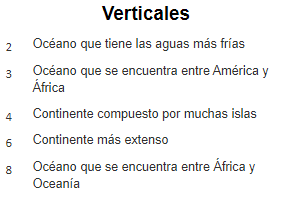 Verticales
2 Océano que tiene las aguas más frías
3 Océano que se encuentra entre América y
África
4 Continente compuesto por muchas islas
6 Continente más extenso
8 Océano que se encuentra entre África y
Oceanía